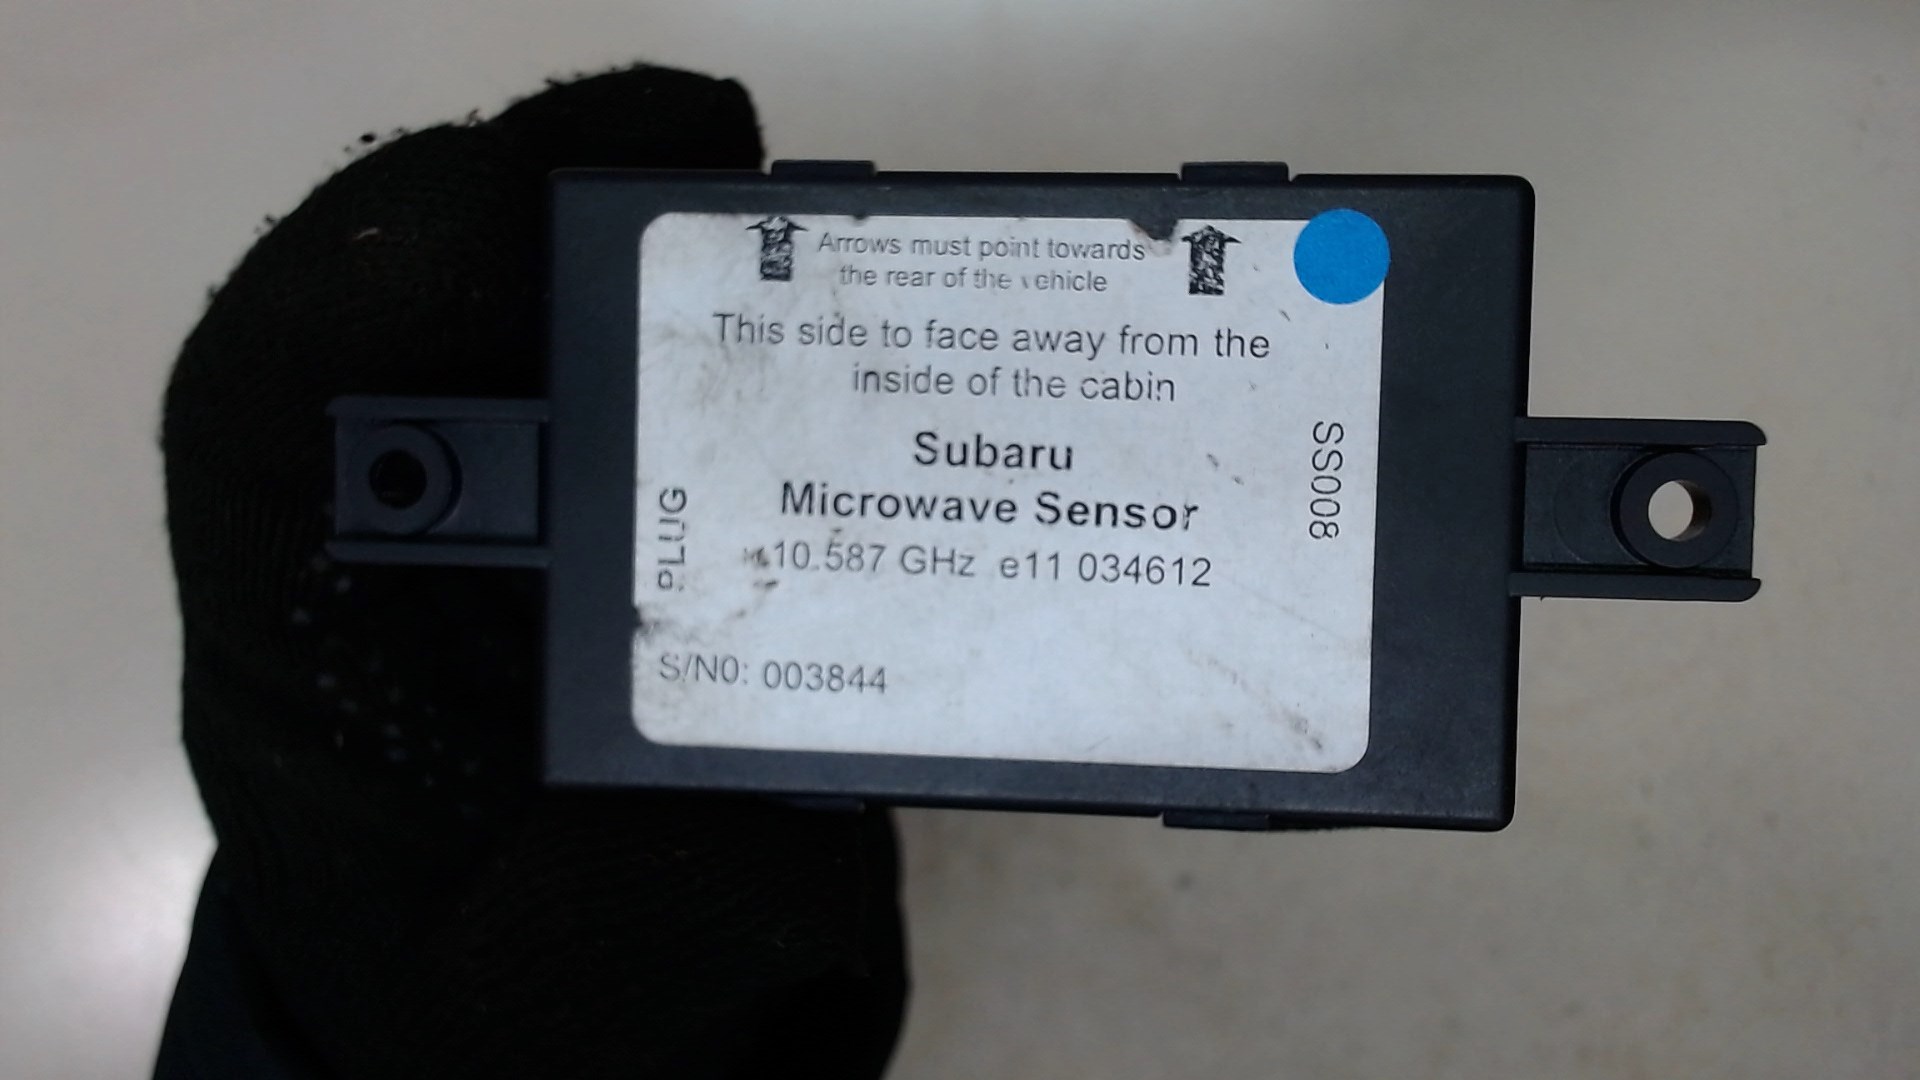 Arrows must point towards
the rear of the vehicle
This side to face away from the
inside of the cabin
Subaru
Microwave Sensor
10.587 GHz e11 034612
PLUG
SS008
S/N0: 003844